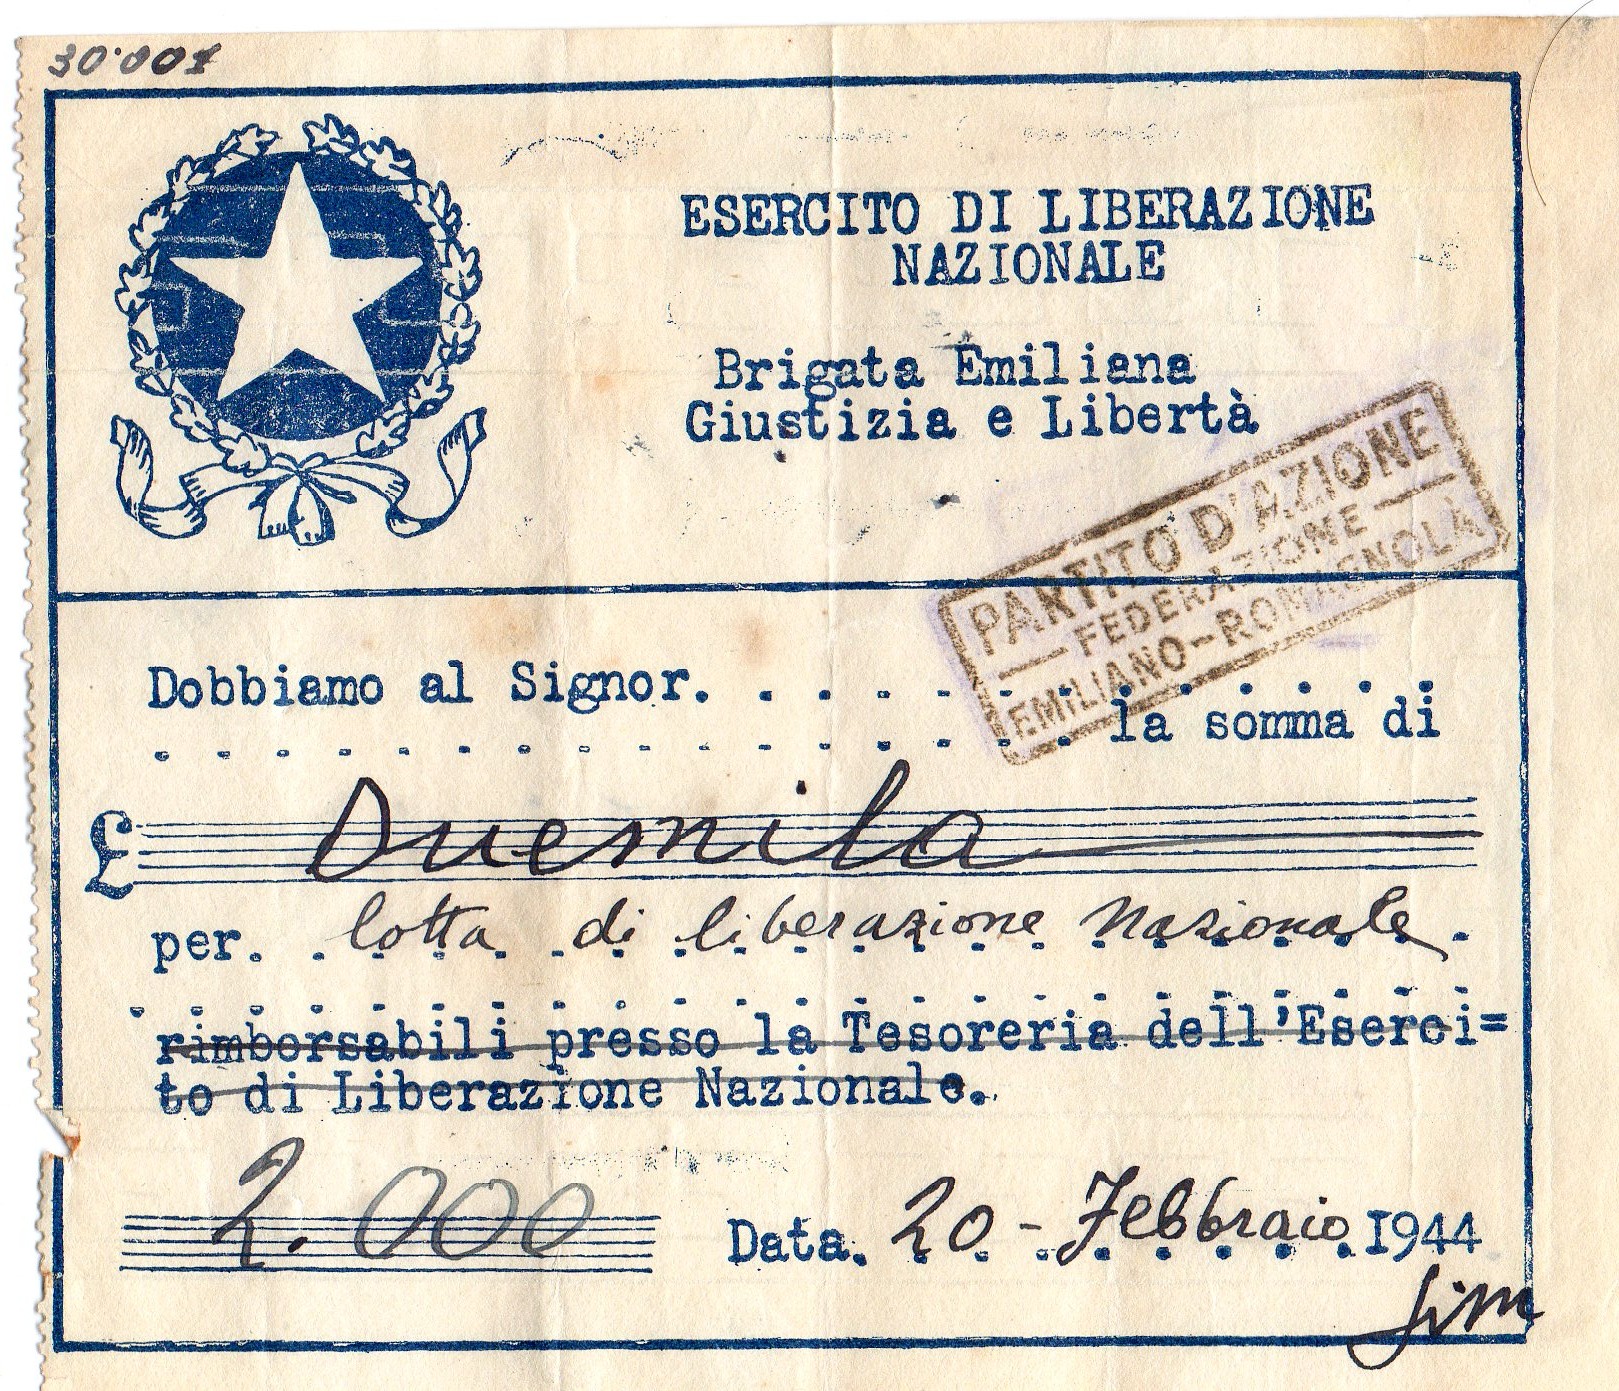 30.001
ESERCITO DI LIBERAZIONE
NAZIONALE
Brigata Emiliana
Giustizia e Libertà
PARTITO D'AZIONE
— FEDERAZIONE —
EMILIANO-ROMAGNOLA
Dobbiamo al Signor. . . . . . . . . . . . .
. . . . . . . . . . . . . . . . la somma di
£ Duemila
per. . lotta di liberazione Nazionale .
rimborsabili presso la Tesoreria dell'Eserci=
to di Liberazione Nazionale.
2.000 Data. 20 - Febbraio 1944